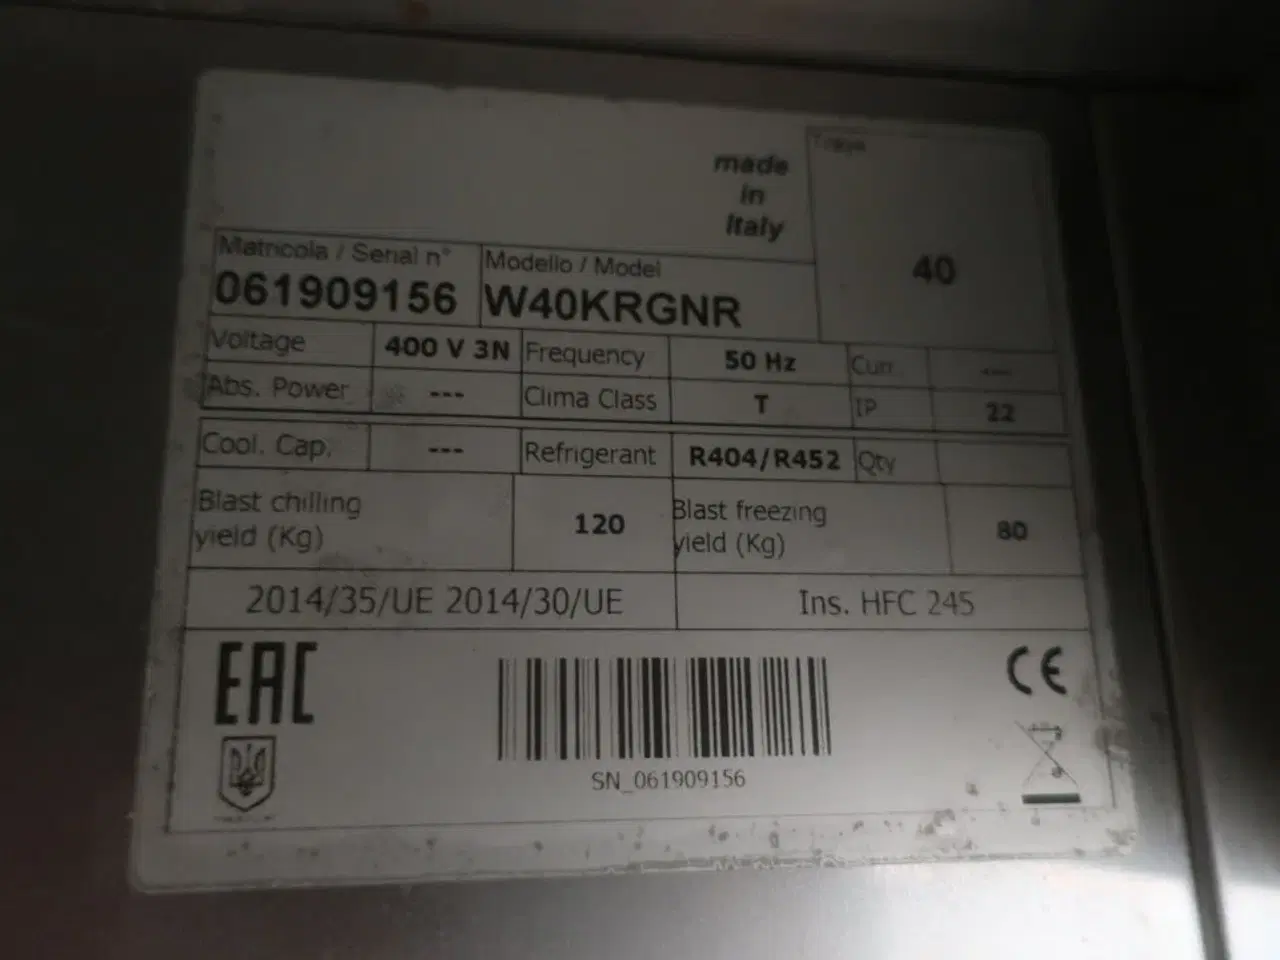 made
in
Italy
Trays
40
Matricola / Serial n°
061909156
Modello / Model
W40KRGNR
Voltage 400 V 3N Frequency 50 Hz Curr. ---
Abs. Power --- Clima Class T IP 22
Cool. Cap. --- Refrigerant R404/R452 Qty
Blast chilling
yield (Kg)
120
Blast freezing
yield (Kg)
80
2014/35/UE 2014/30/UE Ins. HFC 245
EAC
CE
SN_061909156